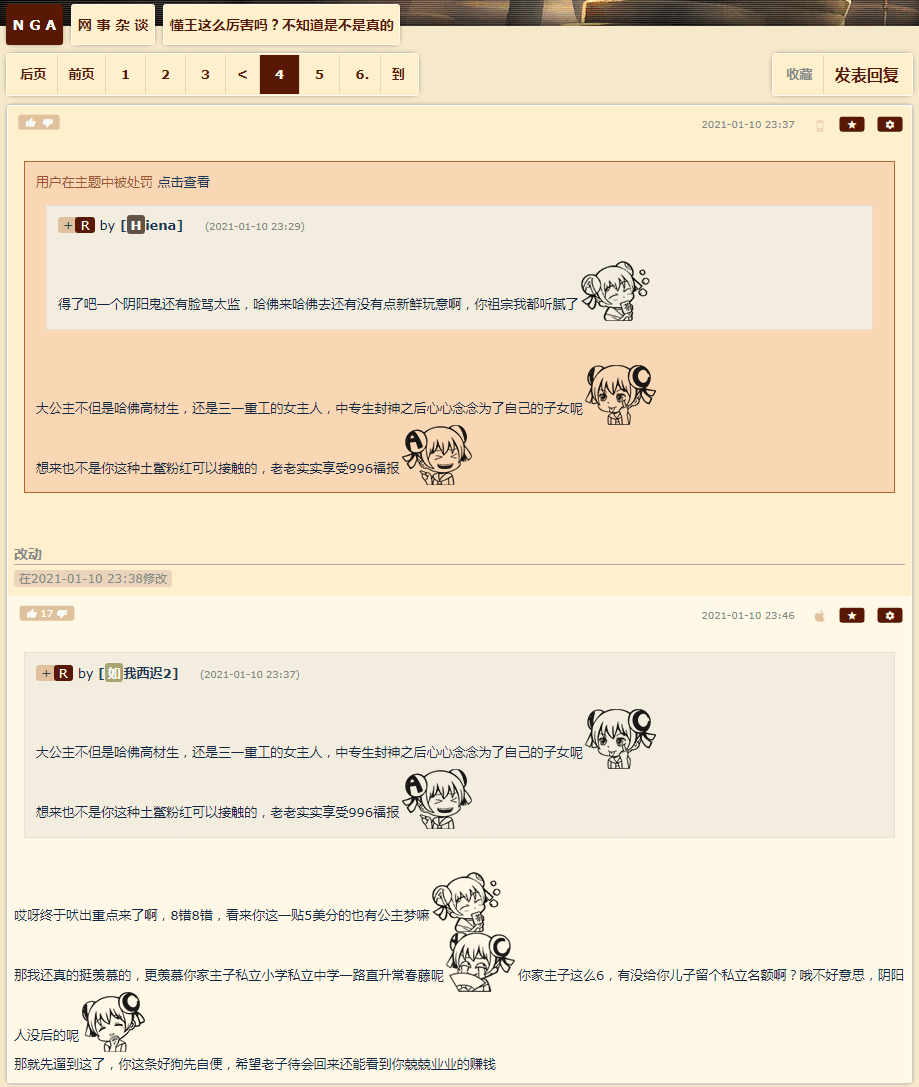 NGA 网事杂谈 懂王这么厉害吗？不知道是不是真的
后页 前页 1 2 3 < 4 5 6. 到 收藏 发表回复
2021-01-10 23:37
用户在主题中被处罚 点击查看
+ R by [Hiena] (2021-01-10 23:29)
得了吧一个阴阳鬼还有脸骂太监，哈佛来哈佛去还有没有点新鲜玩意啊，你祖宗我都听腻了
大公主不但是哈佛高材生，还是三一重工的女主人，中专生封神之后心心念念为了自己的子女呢
想来也不是你这种土鳖粉红可以接触的，老老实实享受996福报
改动
在2021-01-10 23:38修改
17 2021-01-10 23:46
+ R by [如我西迟2] (2021-01-10 23:37)
大公主不但是哈佛高材生，还是三一重工的女主人，中专生封神之后心心念念为了自己的子女呢
想来也不是你这种土鳖粉红可以接触的，老老实实享受996福报
哎呀终于吠出重点来了啊，8错8错，看来你这一贴5美分的也有公主梦嘛
那我还真的挺羡慕的，更羡慕你家主子私立小学私立中学一路直升常春藤呢 你家主子这么6，有没给你儿子留个私立名额啊？哦不好意思，阴阳
人没后的呢
那就先遛到这了，你这条好狗先自便，希望老子待会回来还能看到你兢兢业业的赚钱